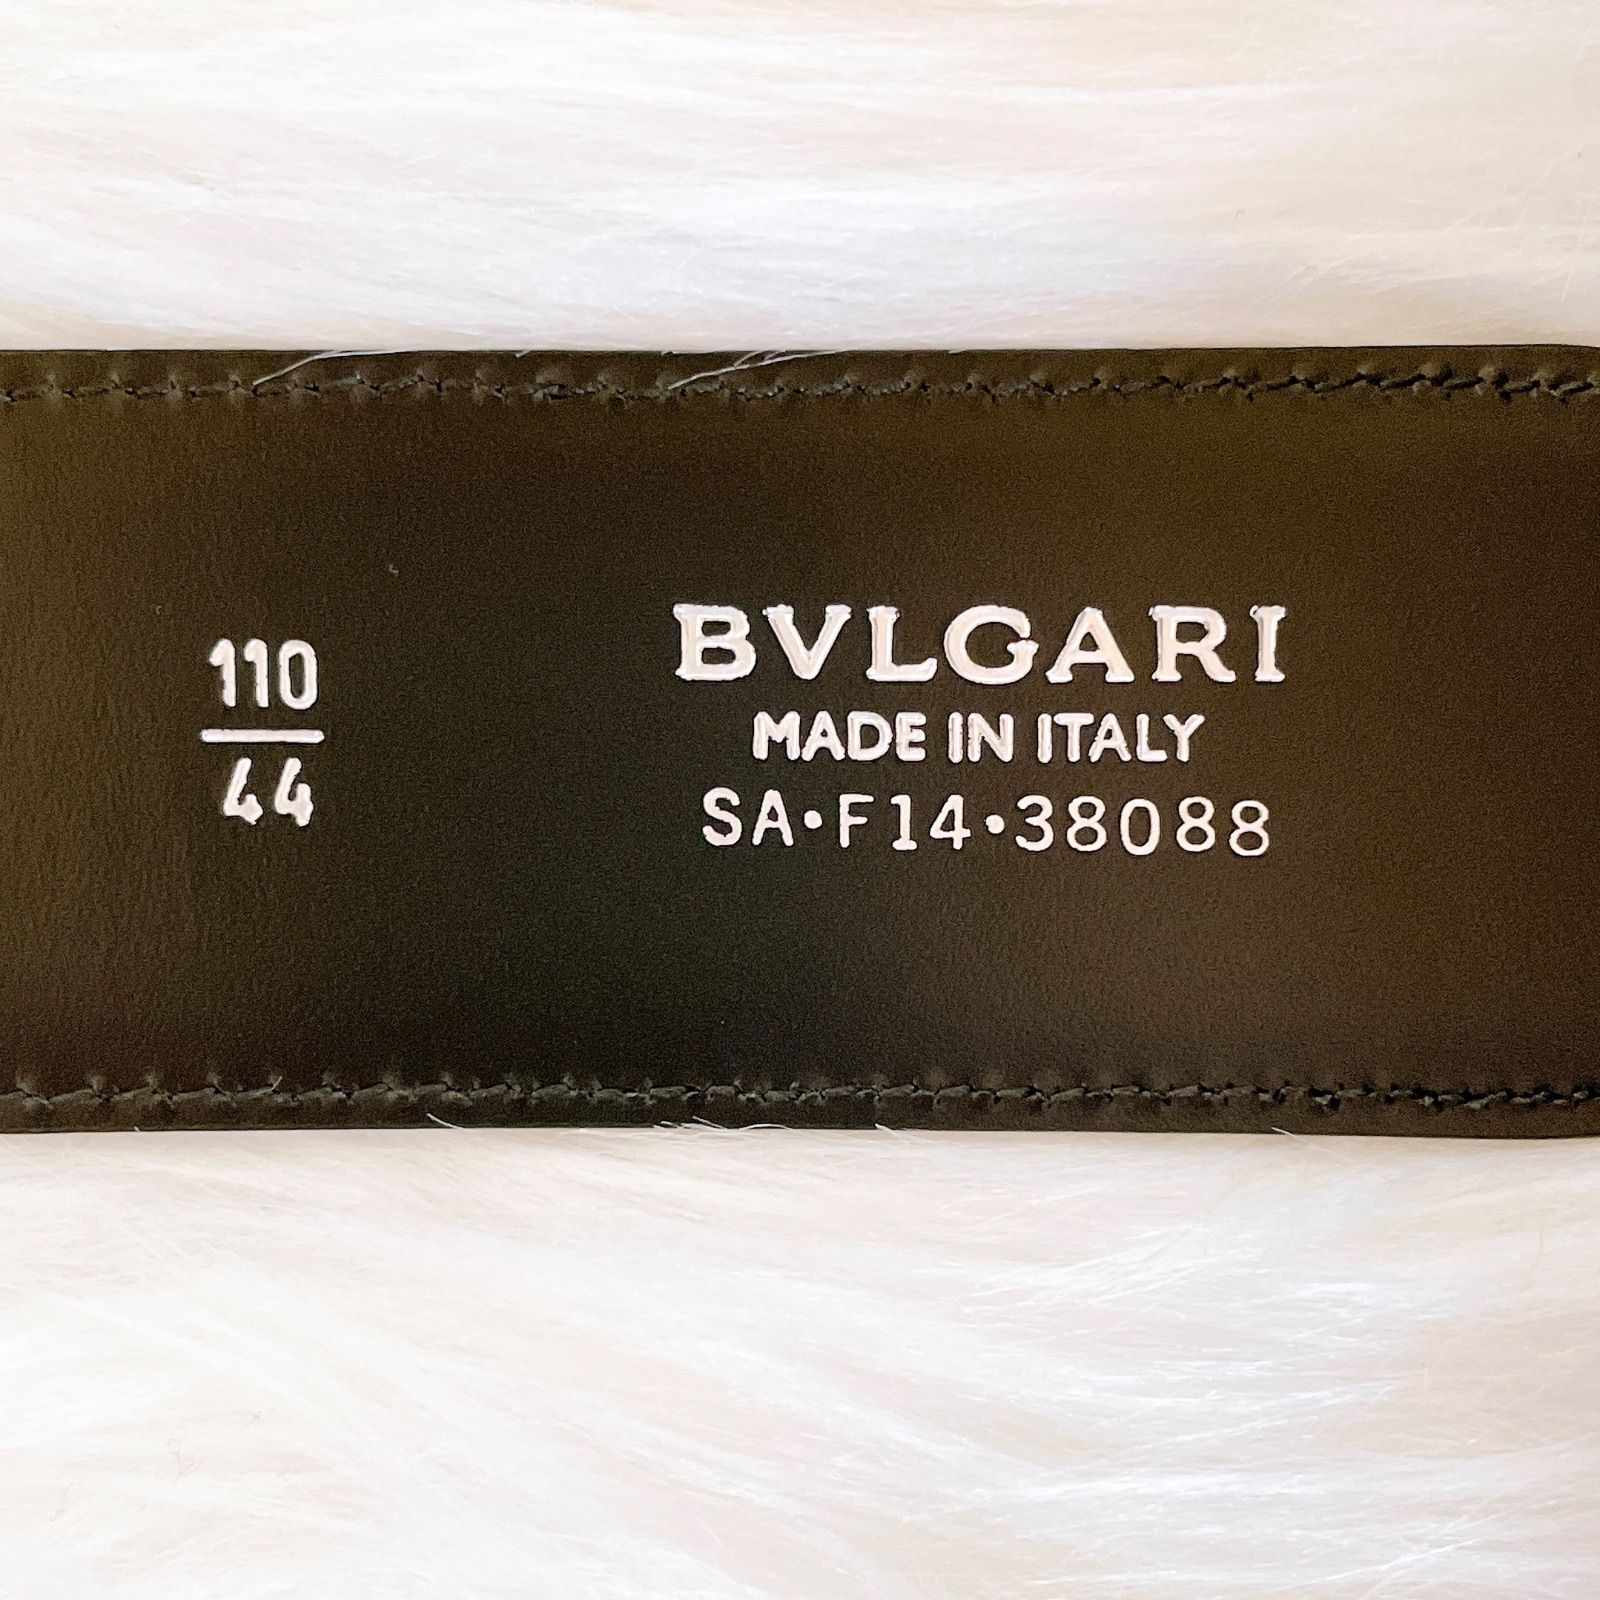 110
44
BVLGARI
MADE IN ITALY
SA•F14•38088